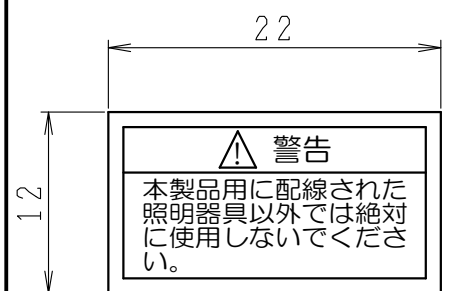 22
12
⚠ 警告
本製品用に配線された
照明器具以外では絶対
に使用しないでくださ
い。